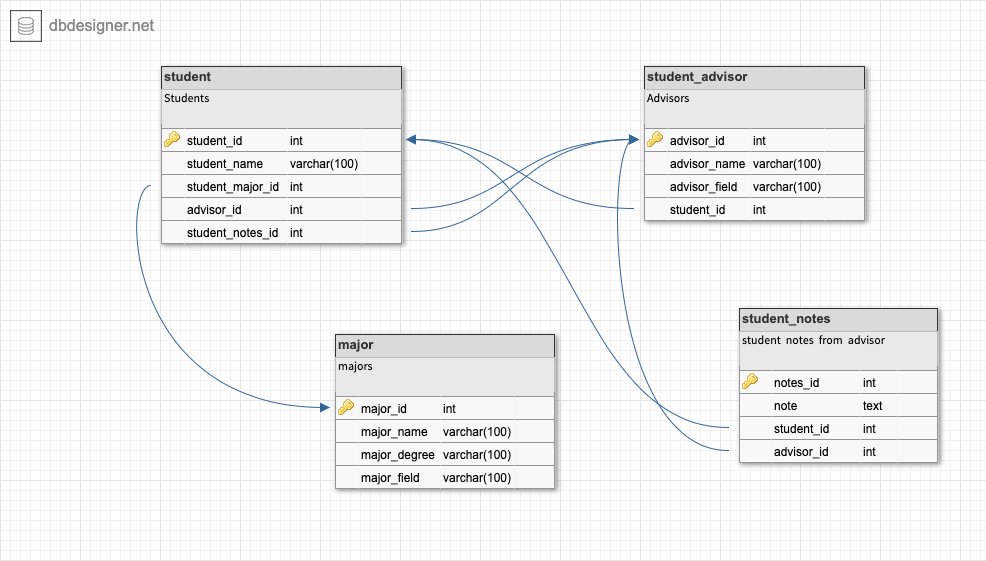 dbdesigner.net
student
Students
student_id int
student_name varchar(100)
student_major_id int
advisor_id int
student_notes_id int
student_advisor
Advisors
advisor_id int
advisor_name varchar(100)
advisor_field varchar(100)
student_id int
major
majors
major_id int
major_name varchar(100)
major_degree varchar(100)
major_field varchar(100)
student_notes
student notes from advisor
notes_id int
note text
student_id int
advisor_id int